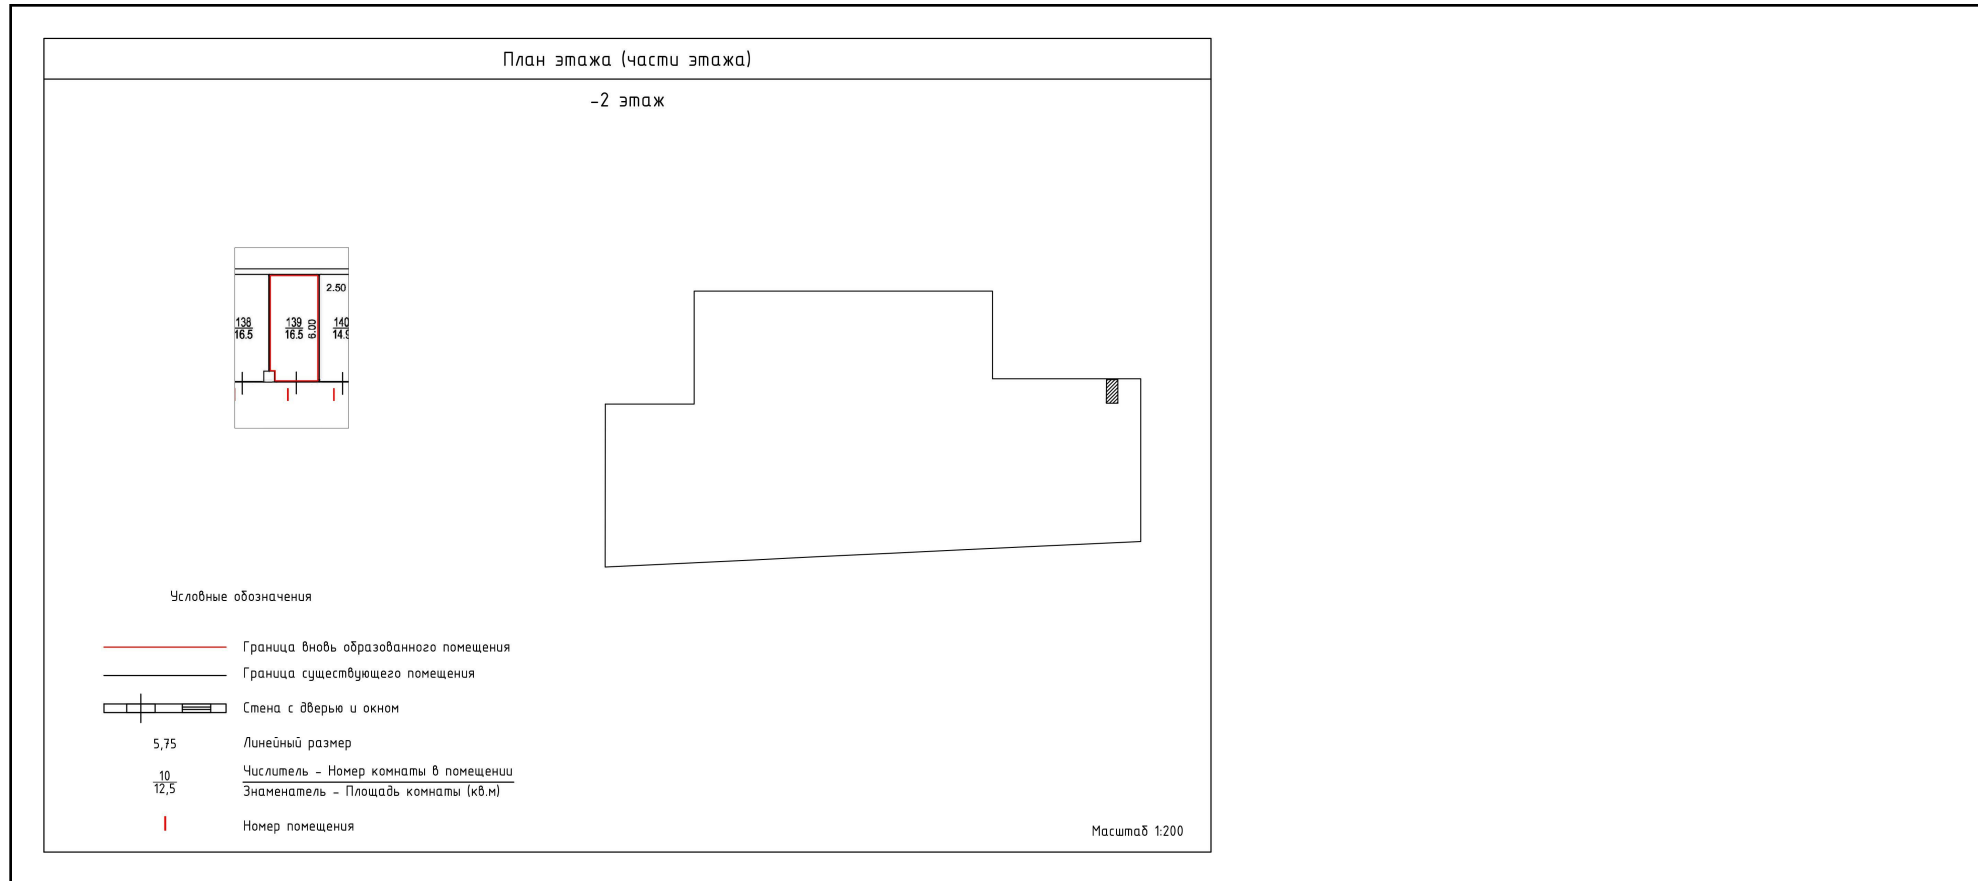 План этажа (части этажа)
-2 этаж
2.50
138
16.5
139
16.5
6.00
140
14.9
Условные обозначения
Граница вновь образованного помещения
Граница существующего помещения
Стена с дверью и окном
5,75 Линейный размер
10
12,5
Числитель - Номер комнаты в помещении
Знаменатель - Площадь комнаты (кв.м)
I Номер помещения
Масштаб 1:200